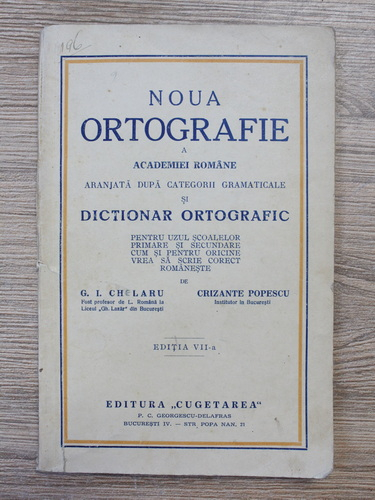 196
NOUA
ORTOGRAFIE
A
ACADEMIEI ROMÂNE
ARANJATĂ DUPĂ CATEGORII GRAMATICALE
ȘI
DICȚIONAR ORTOGRAFIC
PENTRU UZUL ȘCOALELOR
PRIMARE ȘI SECUNDARE
CUM ȘI PENTRU ORICINE
VREA SĂ SCRIE CORECT
ROMÂNEȘTE
DE
G. I. CHELARU CRIZANTE POPESCU
Fost profesor de L. Română la Institutor în București
Liceul „Gh. Lazăr" din București
EDIȚIA VII-a
EDITURA „CUGETAREA"
P. C. GEORGESCU-DELAFRAS
BUCUREȘTI IV. — STR. POPA NAN, 21